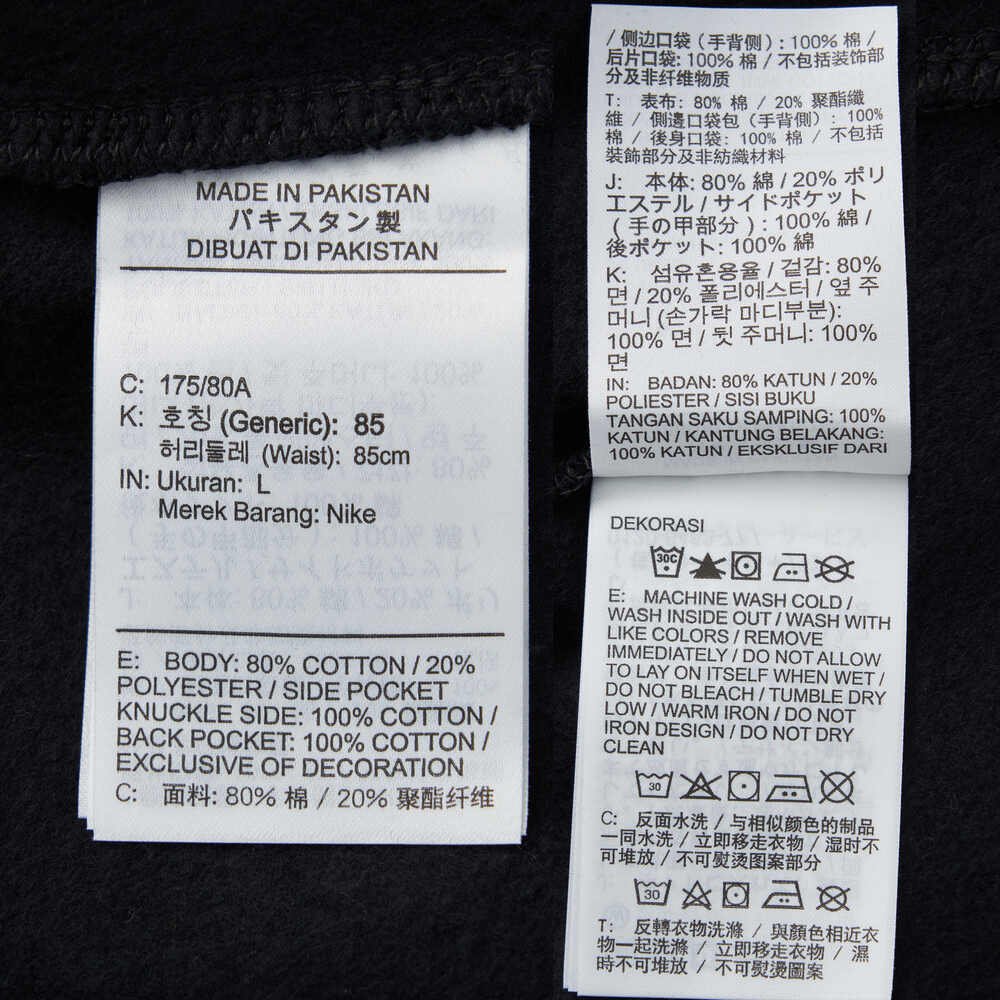 MADE IN PAKISTAN
パキスタン製
DIBUAT DI PAKISTAN
C: 175/80A
K: 호칭 (Generic): 85
허리둘레 (Waist): 85cm
IN: Ukuran: L
Merek Barang: Nike
E: BODY: 80% COTTON / 20%
POLYESTER / SIDE POCKET
KNUCKLE SIDE: 100% COTTON /
BACK POCKET: 100% COTTON /
EXCLUSIVE OF DECORATION
C: 面料: 80% 棉 / 20% 聚酯纤维
/ 侧边口袋 (手背侧) : 100% 棉 /
后片口袋: 100% 棉 / 不包括装饰部
分及非纤维物质
T: 表布: 80% 棉 / 20% 聚酯纖
維 / 側邊口袋包 (手背側) : 100%
棉 / 後身口袋: 100% 棉 / 不包括
裝飾部分及非紡織材料
J: 本体: 80% 綿 / 20% ポリ
エステル / サイドポケット
( 手の甲部分 ) : 100% 綿 /
後ポケット: 100% 綿
K: 섬유혼용율 / 겉감: 80%
면 / 20% 폴리에스터 / 옆 주
머니 (손가락 마디부분):
100% 면 / 뒷 주머니: 100%
면
IN: BADAN: 80% KATUN / 20%
POLIESTER / SISI BUKU
TANGAN SAKU SAMPING: 100%
KATUN / KANTUNG BELAKANG:
100% KATUN / EKSKLUSIF DARI
DEKORASI
30C
E: MACHINE WASH COLD /
WASH INSIDE OUT / WASH WITH
LIKE COLORS / REMOVE
IMMEDIATELY / DO NOT ALLOW
TO LAY ON ITSELF WHEN WET /
DO NOT BLEACH / TUMBLE DRY
LOW / WARM IRON / DO NOT
IRON DESIGN / DO NOT DRY
CLEAN
30
C: 反面水洗 / 与相似颜色的制品
一同水洗 / 立即移走衣物 / 湿时不
可堆放 / 不可熨烫图案部分
30
T: 反轉衣物洗滌 / 與顏色相近衣
物一起洗滌 / 立即移走衣物 / 濕
時不可堆放 / 不可熨燙圖案